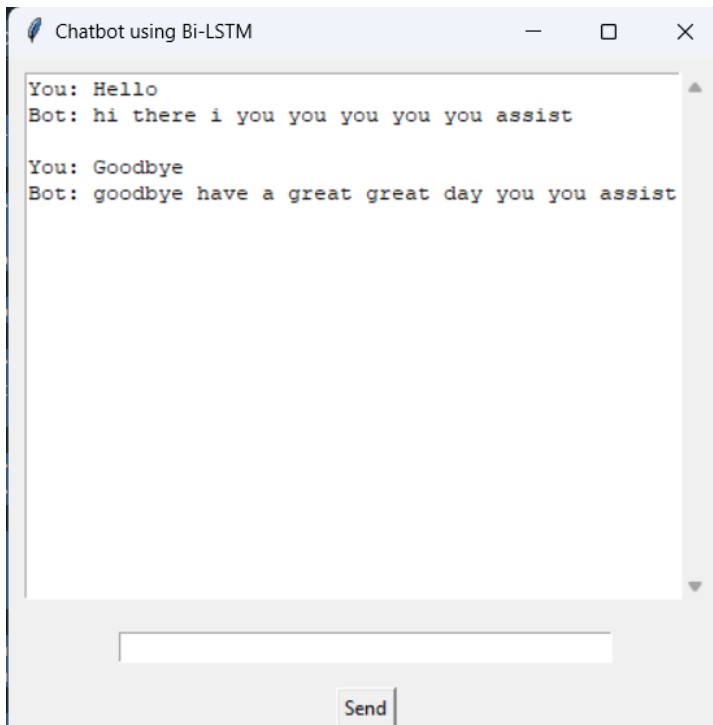 Chatbot using Bi-LSTM
You: Hello
Bot: hi there i you you you you you assist
You: Goodbye
Bot: goodbye have a great great day you you assist
Send